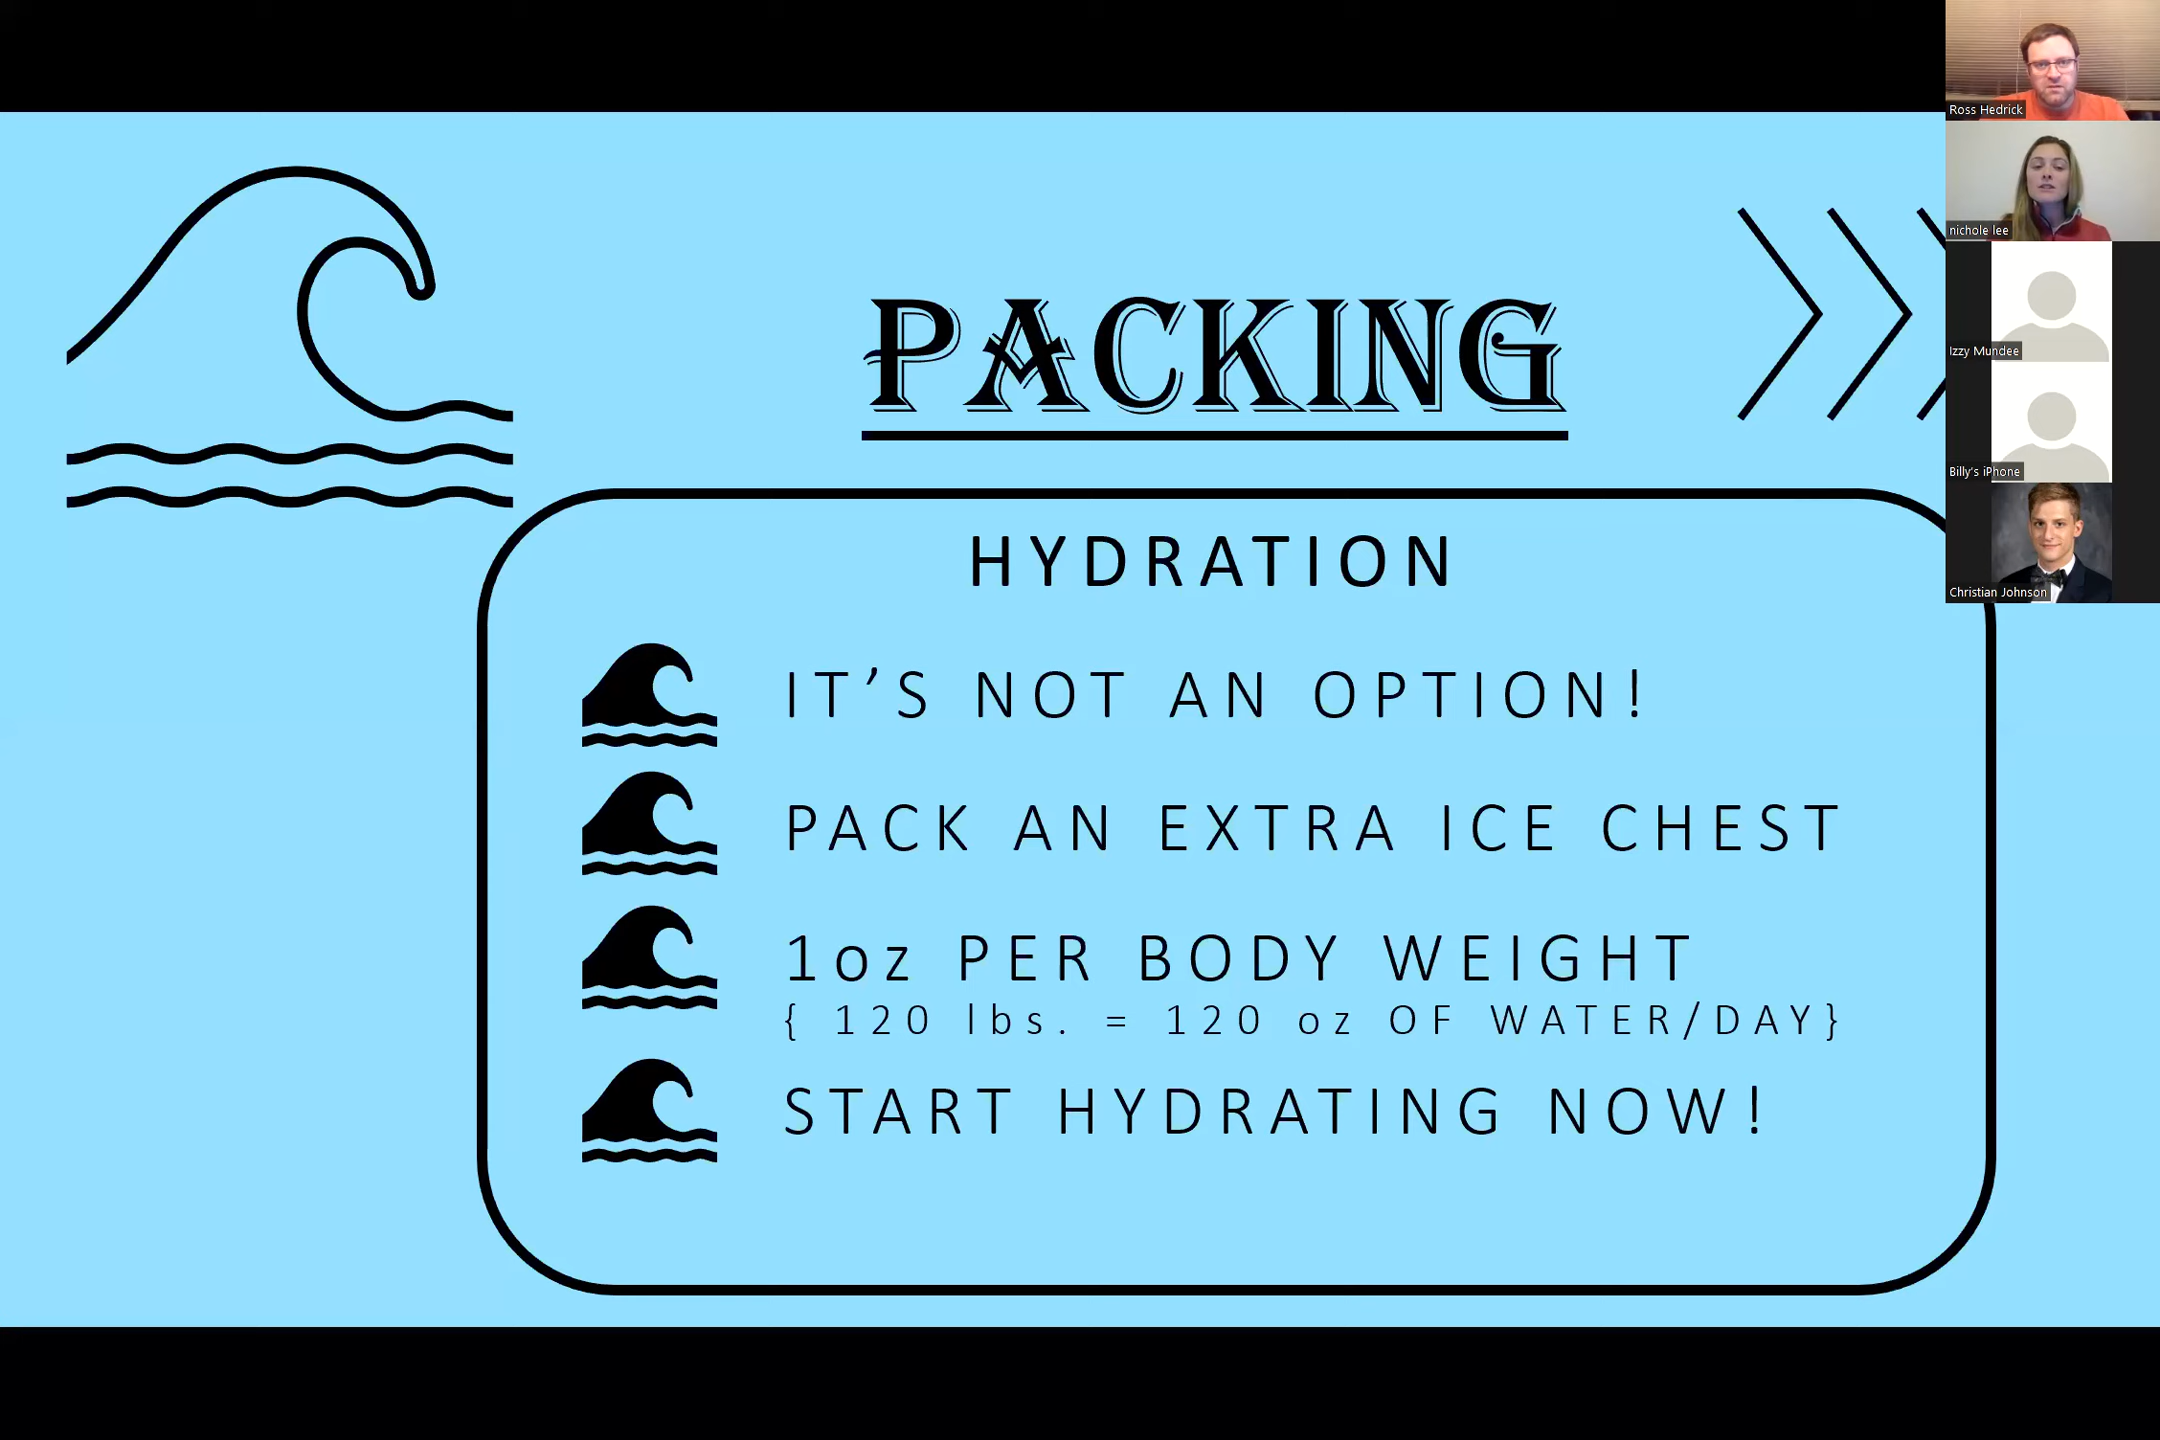 PACKING
HYDRATION
IT’S NOT AN OPTION!
PACK AN EXTRA ICE CHEST
1oz PER BODY WEIGHT
{ 120 lbs. = 120 oz OF WATER/DAY}
START HYDRATING NOW!
Ross Hedrick
nichole lee
Izzy Mundee
Billy's iPhone
Christian Johnson